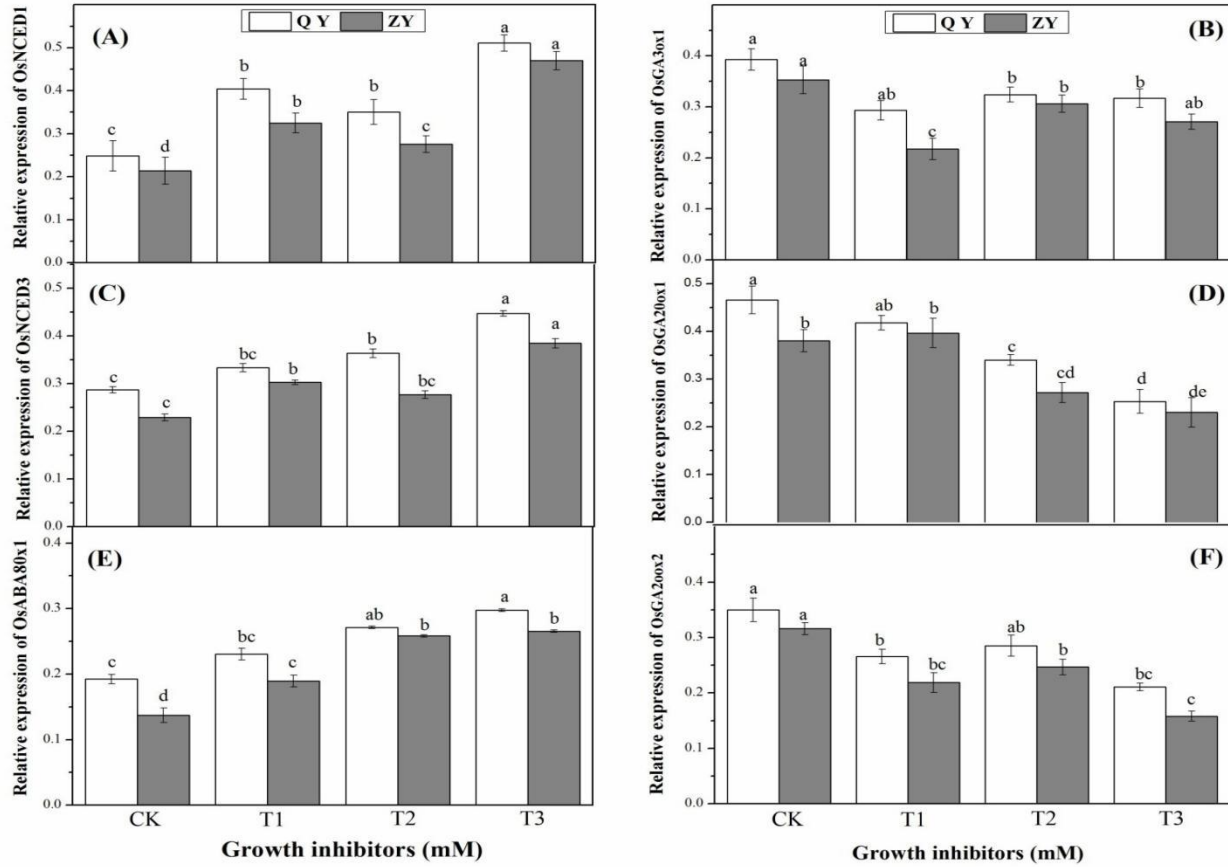 Q Y ZY
(A)
Relative expression of OsNCED1
0.5
0.4
0.3
0.2
0.1
0.0
c d b b b c a a
Q Y ZY
(B)
Relative expression of OsGA3ox1
0.4
0.3
0.2
0.1
0.0
a a ab c b b b ab
(C)
Relative expression of OsNCED3
0.5
0.4
0.3
0.2
0.1
0.0
c c bc b b bc a a
(D)
Relative expression of OsGA20ox1
0.5
0.4
0.3
0.2
0.1
0.0
a b ab b c cd d de
(E)
Relative expression of OsABA80x1
0.4
0.3
0.2
0.1
0.0
c d bc c ab b a b
CK T1 T2 T3
Growth inhibitors (mM)
(F)
Relative expression of OsGA2oox2
0.4
0.3
0.2
0.1
0.0
a a b bc ab b bc c
CK T1 T2 T3
Growth inhibitors (mM)